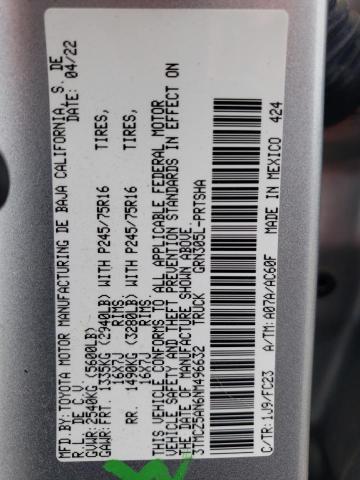 MFD.BY:TOYOTA MOTOR MANUFACTURING DE BAJA CALIFORNIA, S. DE
R.L. DE C.V. DATE: 04/22
GVWR: 2540KG (5600LB)
GAWR: FRT. 1335KG (2940LB) WITH P245/75R16 TIRES,
16X7J RIMS.
RR. 1490KG (3280LB) WITH P245/75R16 TIRES,
16X7J RIMS.
THIS VEHICLE CONFORMS TO ALL APPLICABLE FEDERAL MOTOR
VEHICLE SAFETY AND THEFT PREVENTION STANDARDS IN EFFECT ON
THE DATE OF MANUFACTURE SHOWN ABOVE.
3TMCZ5AN6NM496632 TRUCK GRN305L-PRTSHA
C/TR: 1J9/FC23 A/TM: A07A/AC60F MADE IN MEXICO 424